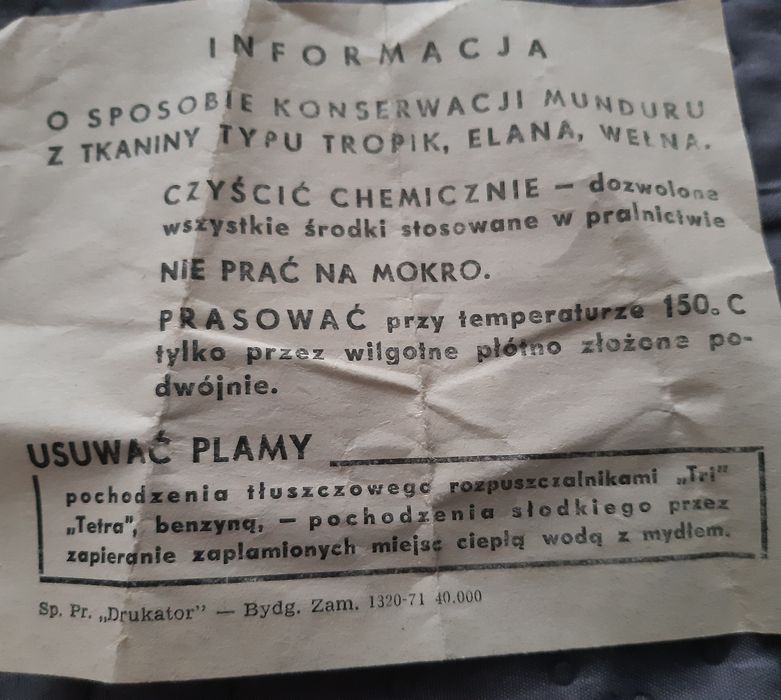 INFORMACJA
O SPOSOBIE KONSERWACJI MUNDURU
Z TKANINY TYPU TROPIK, ELANA, WEŁNA.
CZYŚCIĆ CHEMICZNIE — dozwolone
wszystkie środki stosowane w pralnictwie
NIE PRAĆ NA MOKRO.
PRASOWAĆ przy temperaturze 150° C
tylko przez wilgotne płótno złożone po-
dwójnie.
USUWAĆ PLAMY
pochodzenia tłuszczowego rozpuszczalnikami „Tri"
„Tetra", benzyną, — pochodzenia słodkiego przez
zapieranie zaplamionych miejsc ciepłą wodą z mydłem.
Sp. Pr. „Drukator" — Bydg. Zam. 1320-71 40.000